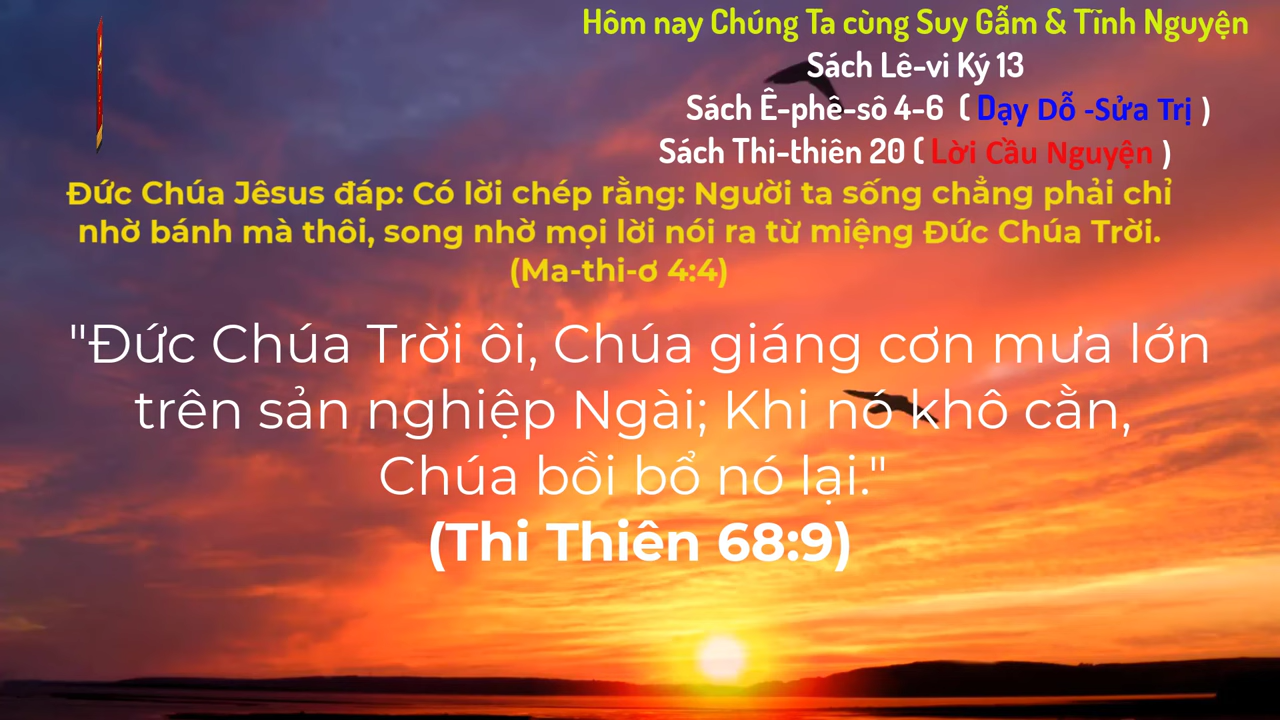 Hôm nay Chúng Ta cùng Suy Gẫm & Tĩnh Nguyện
Sách Lê-vi Ký 13
Sách Ê-phê-sô 4-6 ( Dạy Dỗ -Sửa Trị )
Sách Thi-thiên 20 ( Lời Cầu Nguyện )
Đức Chúa Jêsus đáp: Có lời chép rằng: Người ta sống chẳng phải chỉ
nhờ bánh mà thôi, song nhờ mọi lời nói ra từ miệng Đức Chúa Trời.
(Ma-thi-ơ 4:4)
"Đức Chúa Trời ôi, Chúa giáng cơn mưa lớn
trên sản nghiệp Ngài; Khi nó khô cằn,
Chúa bồi bổ nó lại."
(Thi Thiên 68:9)